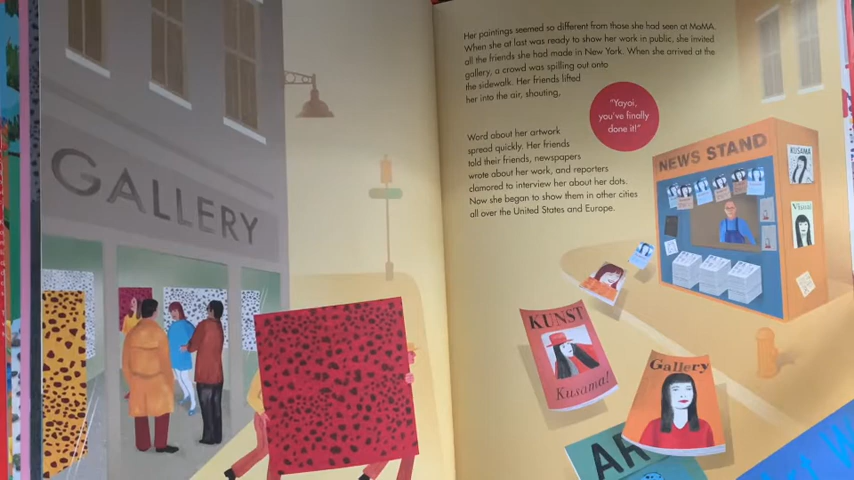 GALLERY
Her paintings seemed so different from those she had seen at MoMA.
When she at last was ready to show her work in public, she invited
all the friends she had made in New York. When she arrived at the
gallery, a crowd was spilling out onto
the sidewalk. Her friends lifted
her into the air, shouting,
"Yayoi,
you've finally
done it!"
Word about her artwork
spread quickly. Her friends
told their friends, newspapers
wrote about her work, and reporters
clamored to interview her about her dots.
Now she began to show them in other cities
all over the United States and Europe.
NEWS STAND
KUSAMA
KUNST
Kusama!
Gallery